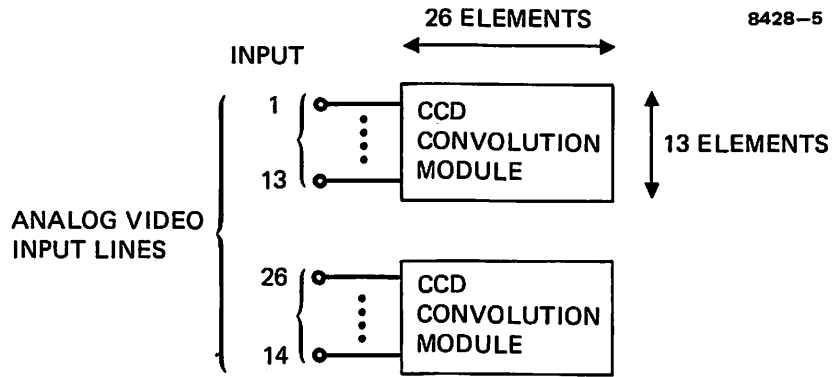 26 ELEMENTS
8428-5
INPUT
1
13
CCD
CONVOLUTION
MODULE
13 ELEMENTS
ANALOG VIDEO
INPUT LINES
26
14
CCD
CONVOLUTION
MODULE